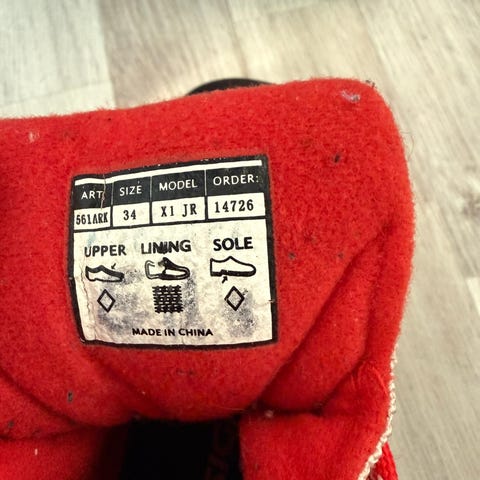 ART SIZE MODEL ORDER:
561ARK 34 X1 JR 14726
UPPER LINING SOLE
MADE IN CHINA